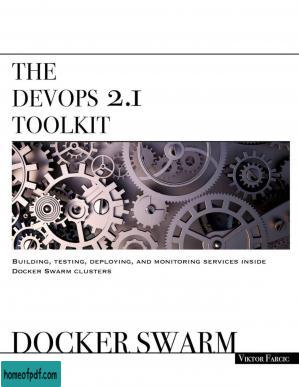 THE
DEVOPS 2.1
TOOLKIT
BUILDING, TESTING, DEPLOYING, AND MONITORING SERVICES INSIDE
DOCKER SWARM CLUSTERS
DOCKER SWARM
VIKTOR FARCIC
homeofpdf.com